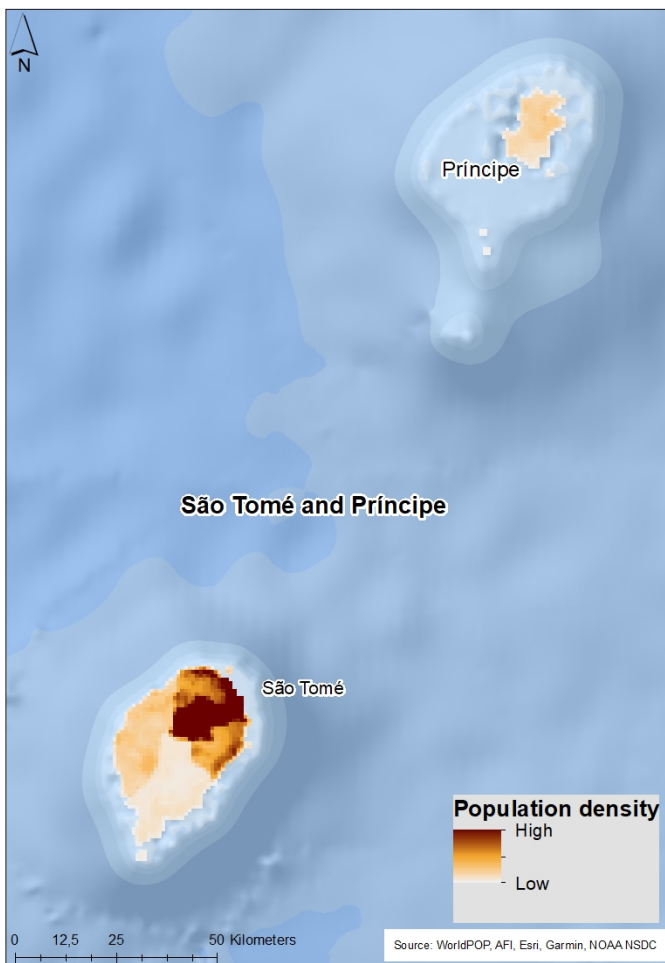 N
Príncipe
São Tomé and Príncipe
São Tomé
Population density
High
Low
0 12,5 25 50 Kilometers
Source: WorldPOP, AFI, Esri, Garmin, NOAA NSDC